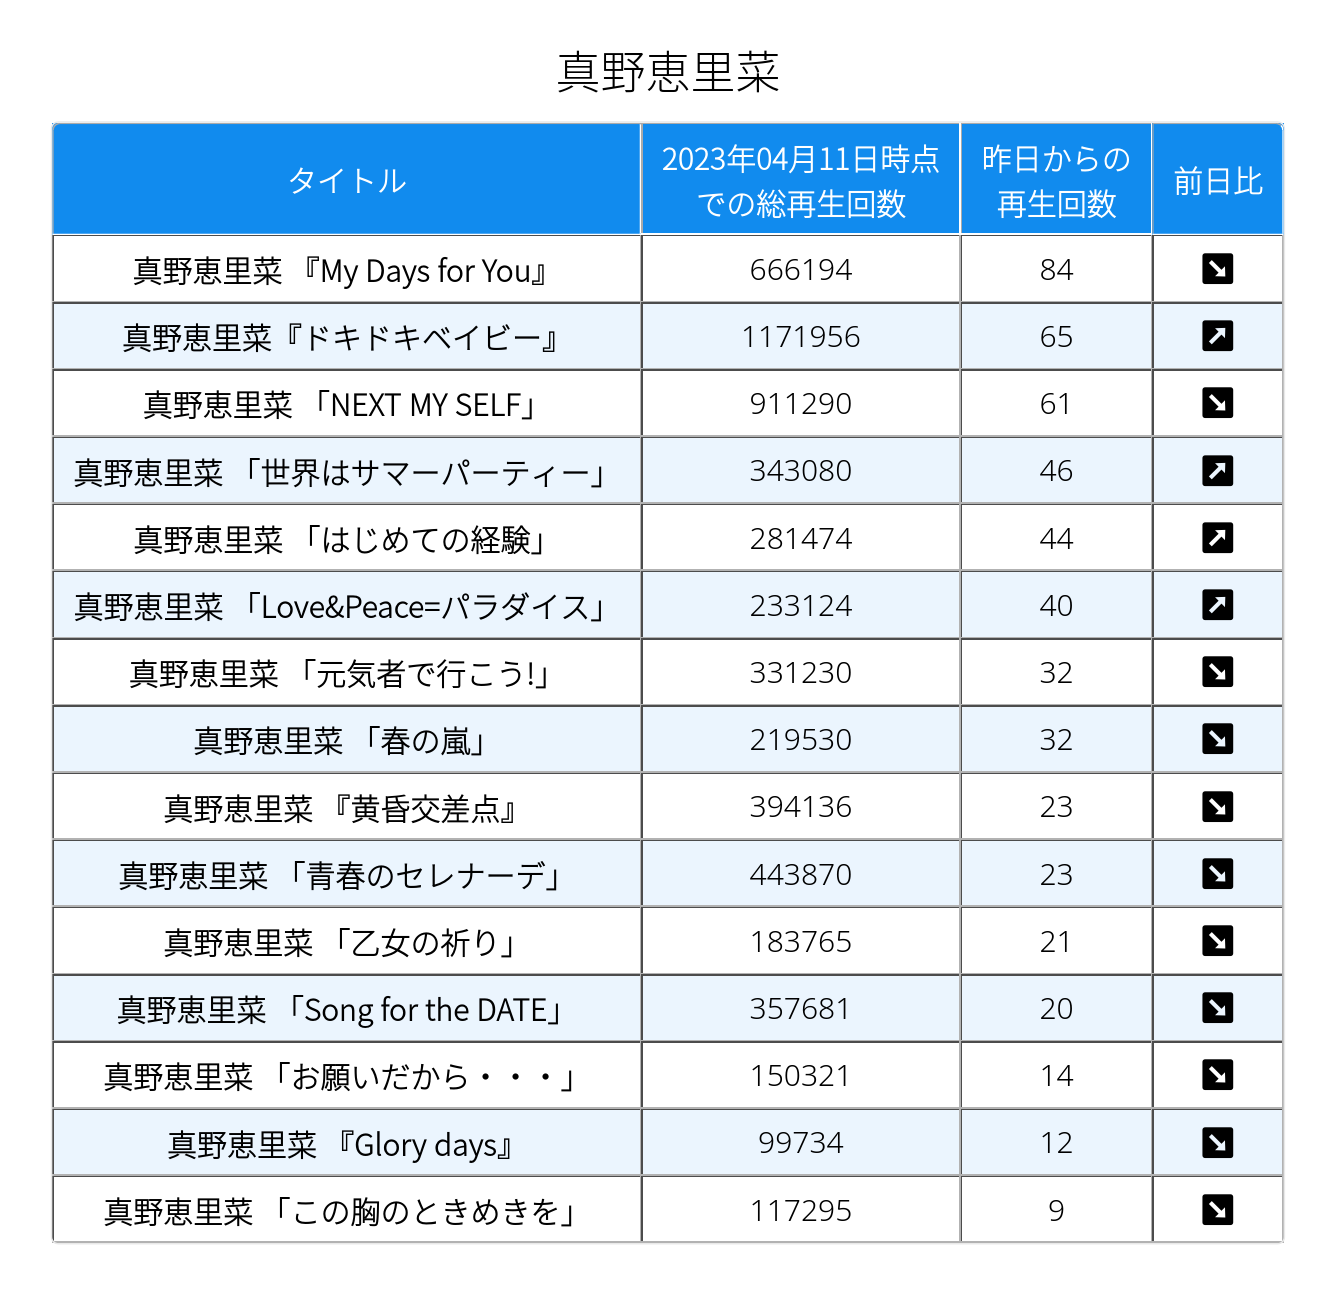 真野恵里菜
タイトル 2023年04月11日時点 での総再生回数 昨日からの 再生回数 前日比
真野恵里菜 『My Days for You』 666194 84 ↘
真野恵里菜『ドキドキベイビー』 1171956 65 ↗
真野恵里菜 「NEXT MY SELF」 911290 61 ↘
真野恵里菜 「世界はサマーパーティー」 343080 46 ↗
真野恵里菜 「はじめての経験」 281474 44 ↗
真野恵里菜 「Love&Peace=パラダイス」 233124 40 ↗
真野恵里菜 「元気者で行こう!」 331230 32 ↘
真野恵里菜 「春の嵐」 219530 32 ↘
真野恵里菜 『黄昏交差点』 394136 23 ↘
真野恵里菜 「青春のセレナーデ」 443870 23 ↘
真野恵里菜 「乙女の祈り」 183765 21 ↘
真野恵里菜 「Song for the DATE」 357681 20 ↘
真野恵里菜 「お願いだから・・・」 150321 14 ↘
真野恵里菜 『Glory days』 99734 12 ↘
真野恵里菜 「この胸のときめきを」 117295 9 ↘